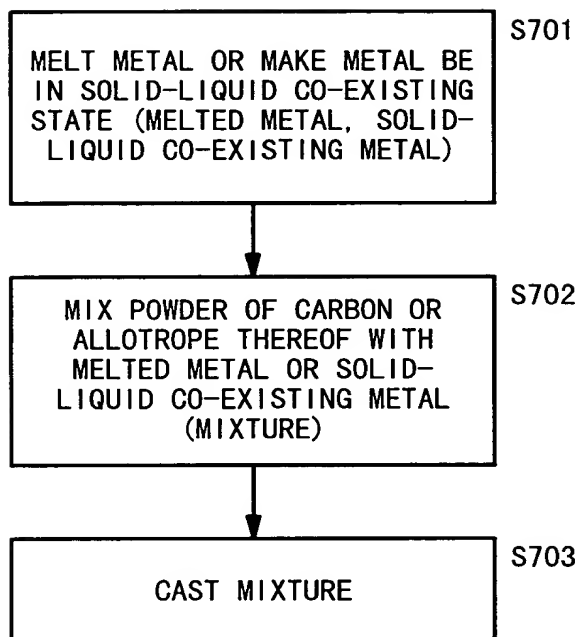 S701
MELT METAL OR MAKE METAL BE
IN SOLID-LIQUID CO-EXISTING
STATE (MELTED METAL, SOLID-
LIQUID CO-EXISTING METAL)
S702
MIX POWDER OF CARBON OR
ALLOTROPE THEREOF WITH
MELTED METAL OR SOLID-
LIQUID CO-EXISTING METAL
(MIXTURE)
S703
CAST MIXTURE